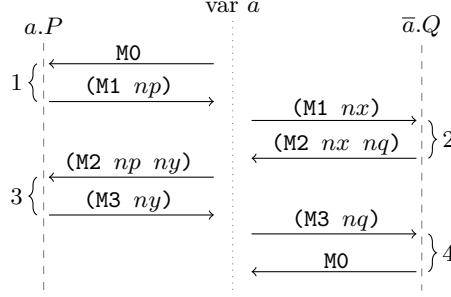 var a
a.P
a̅.Q
M0
1
(M1 np)
(M1 nx)
2
(M2 nx nq)
(M2 np ny)
3
(M3 ny)
(M3 nq)
4
M0